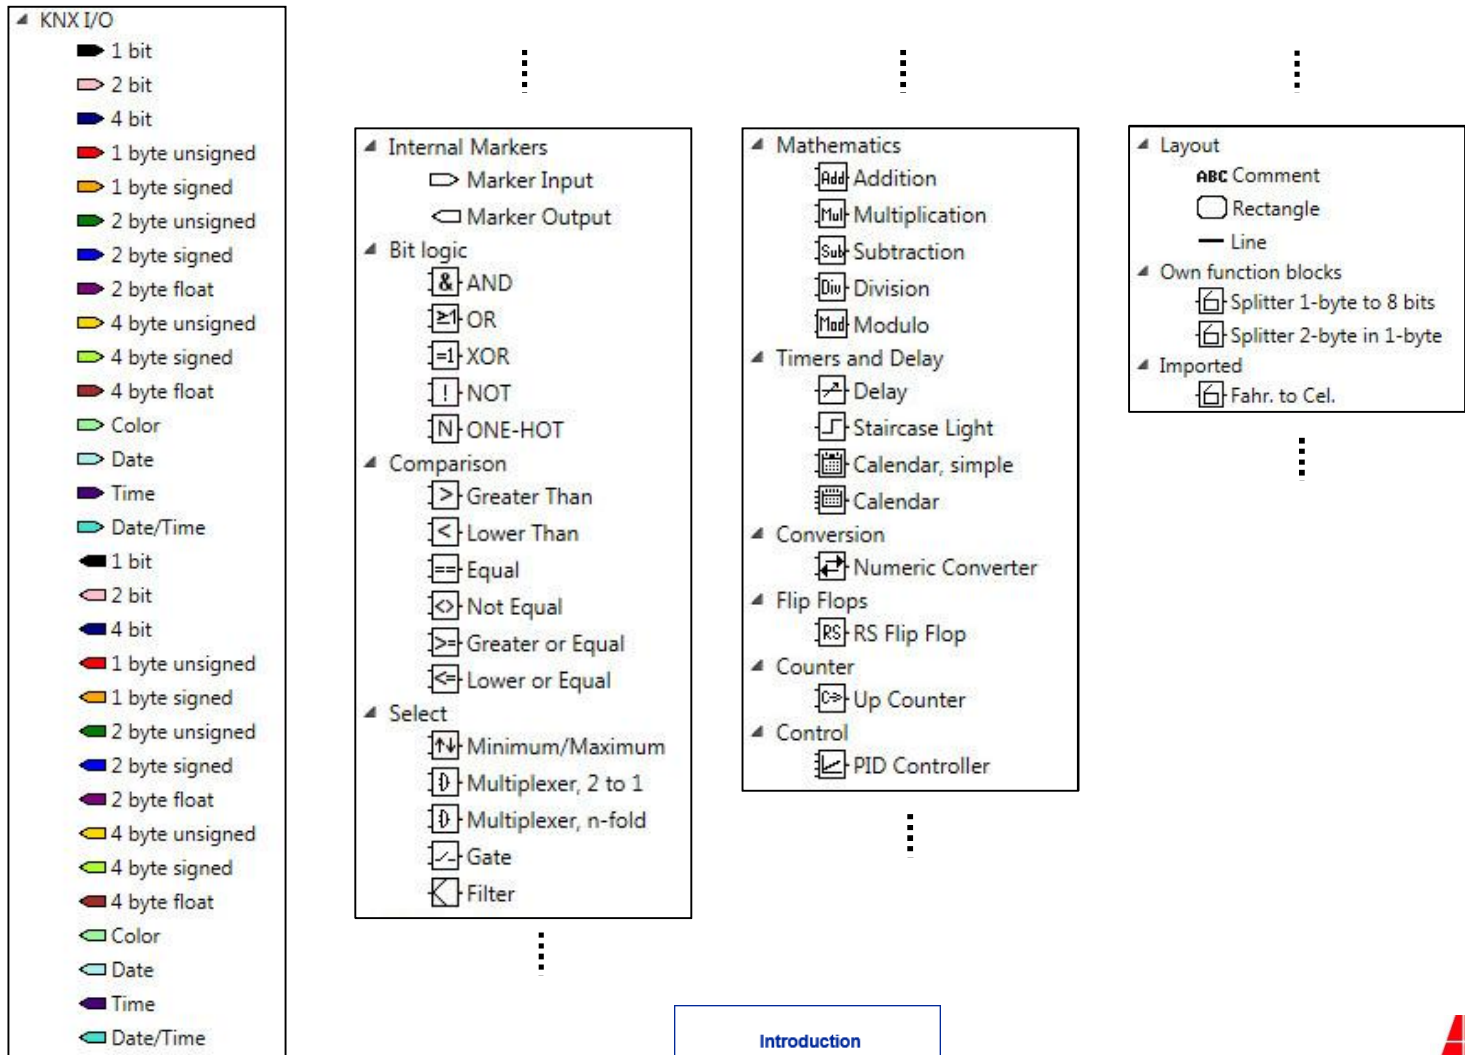 KNX I/O
1 bit
2 bit
4 bit
1 byte unsigned
1 byte signed
2 byte unsigned
2 byte signed
2 byte float
4 byte unsigned
4 byte signed
4 byte float
Color
Date
Time
Date/Time
1 bit
2 bit
4 bit
1 byte unsigned
1 byte signed
2 byte unsigned
2 byte signed
2 byte float
4 byte unsigned
4 byte signed
4 byte float
Color
Date
Time
Date/Time
Internal Markers
Marker Input
Marker Output
Bit logic
& AND
≥1 OR
=1 XOR
! NOT
N ONE-HOT
Comparison
> Greater Than
< Lower Than
== Equal
<> Not Equal
>= Greater or Equal
<= Lower or Equal
Select
Minimum/Maximum
Multiplexer, 2 to 1
Multiplexer, n-fold
Gate
Filter
Mathematics
Add Addition
Mul Multiplication
Sub Subtraction
Div Division
Mod Modulo
Timers and Delay
Delay
Staircase Light
Calendar, simple
Calendar
Conversion
Numeric Converter
Flip Flops
RS RS Flip Flop
Counter
C=> Up Counter
Control
PID Controller
Layout
ABC Comment
Rectangle
Line
Own function blocks
Splitter 1-byte to 8 bits
Splitter 2-byte in 1-byte
Imported
Fahr. to Cel.
Introduction